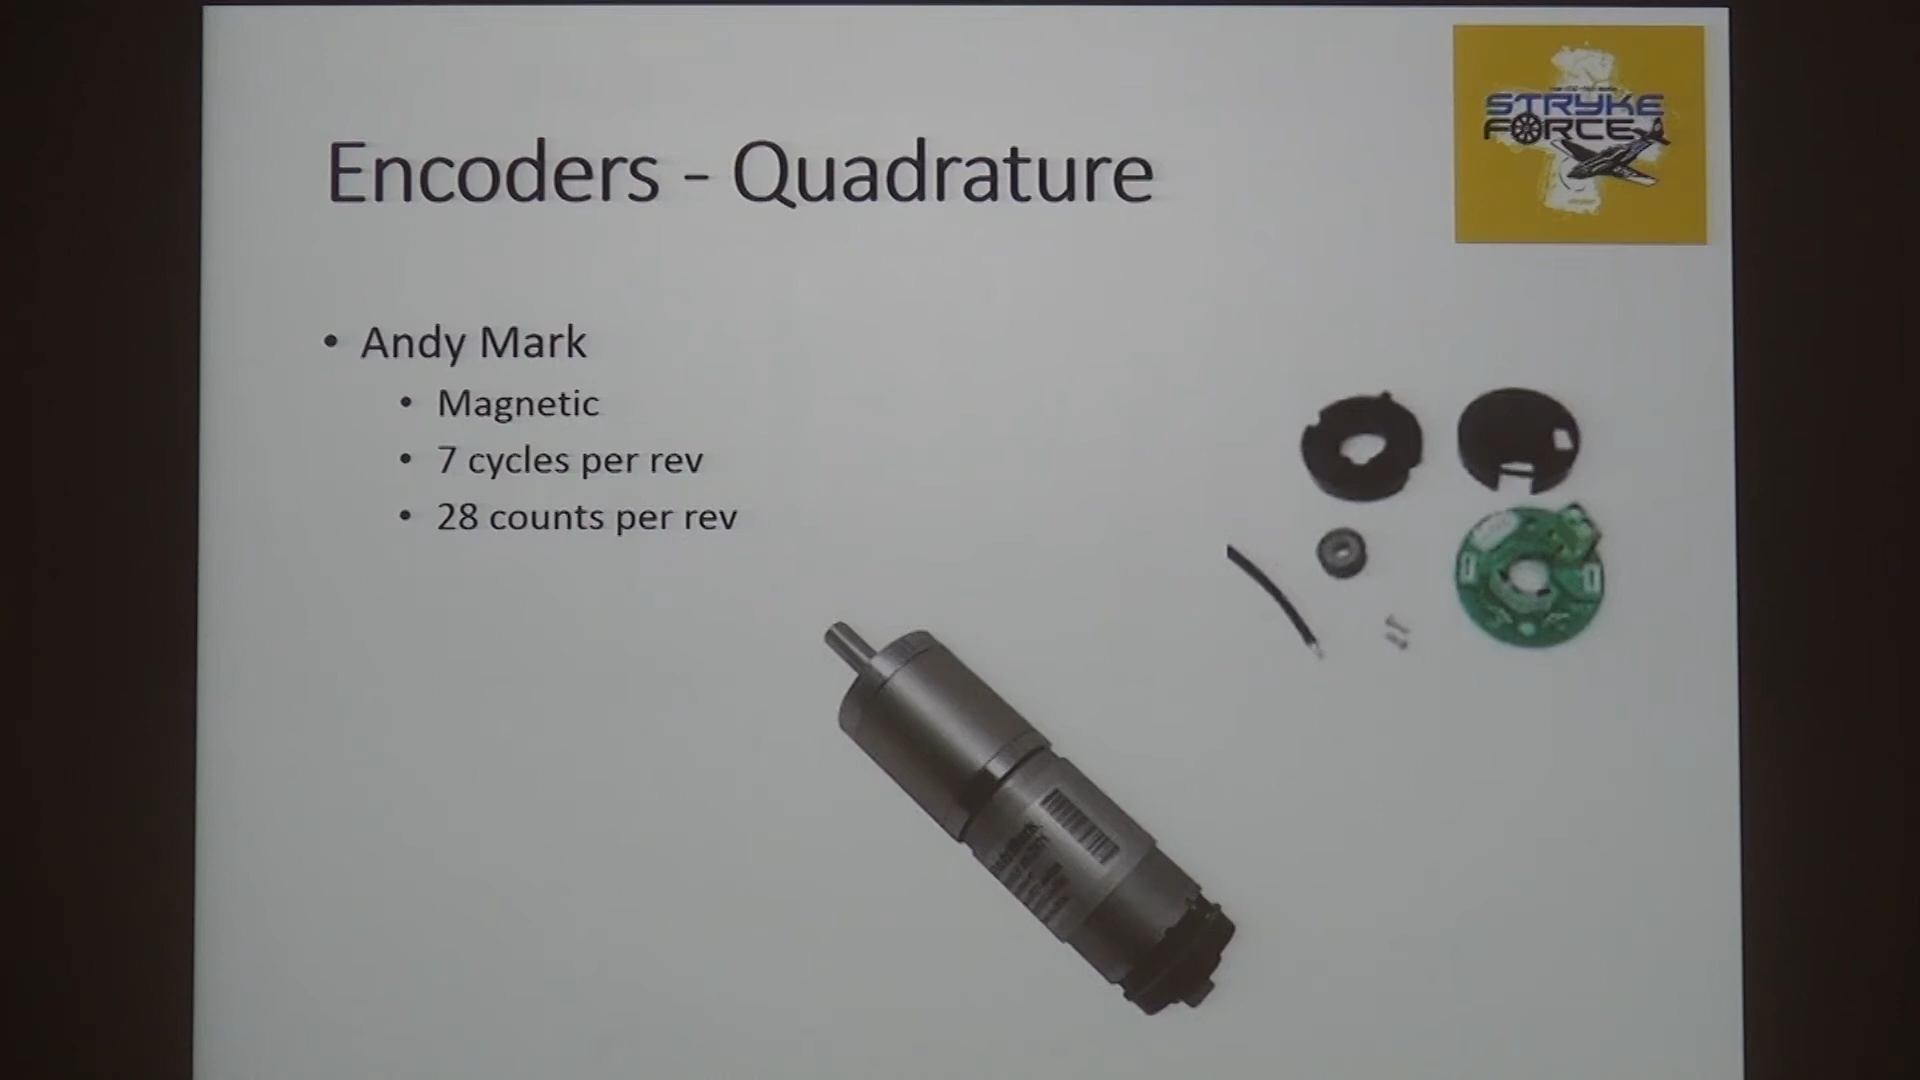 Encoders - Quadrature
STRYKE
FORCE
• Andy Mark
• Magnetic
• 7 cycles per rev
• 28 counts per rev